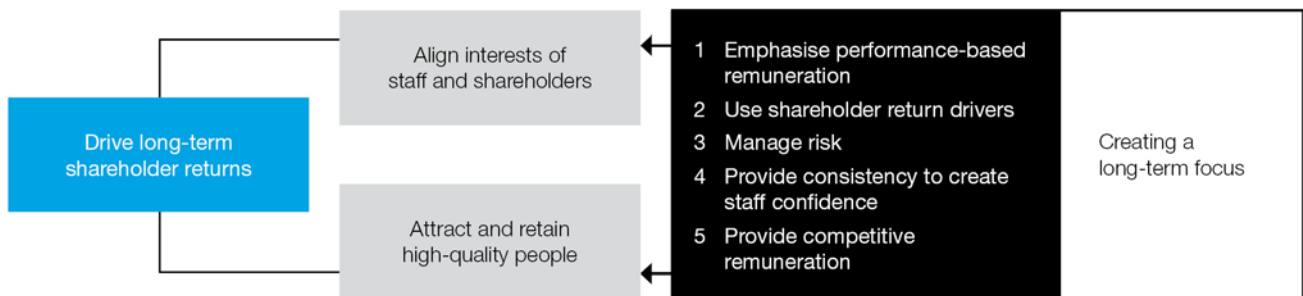 Drive long-term
shareholder returns
Align interests of
staff and shareholders
Attract and retain
high-quality people
1 Emphasise performance-based
remuneration
2 Use shareholder return drivers
3 Manage risk
4 Provide consistency to create
staff confidence
5 Provide competitive
remuneration
Creating a
long-term focus